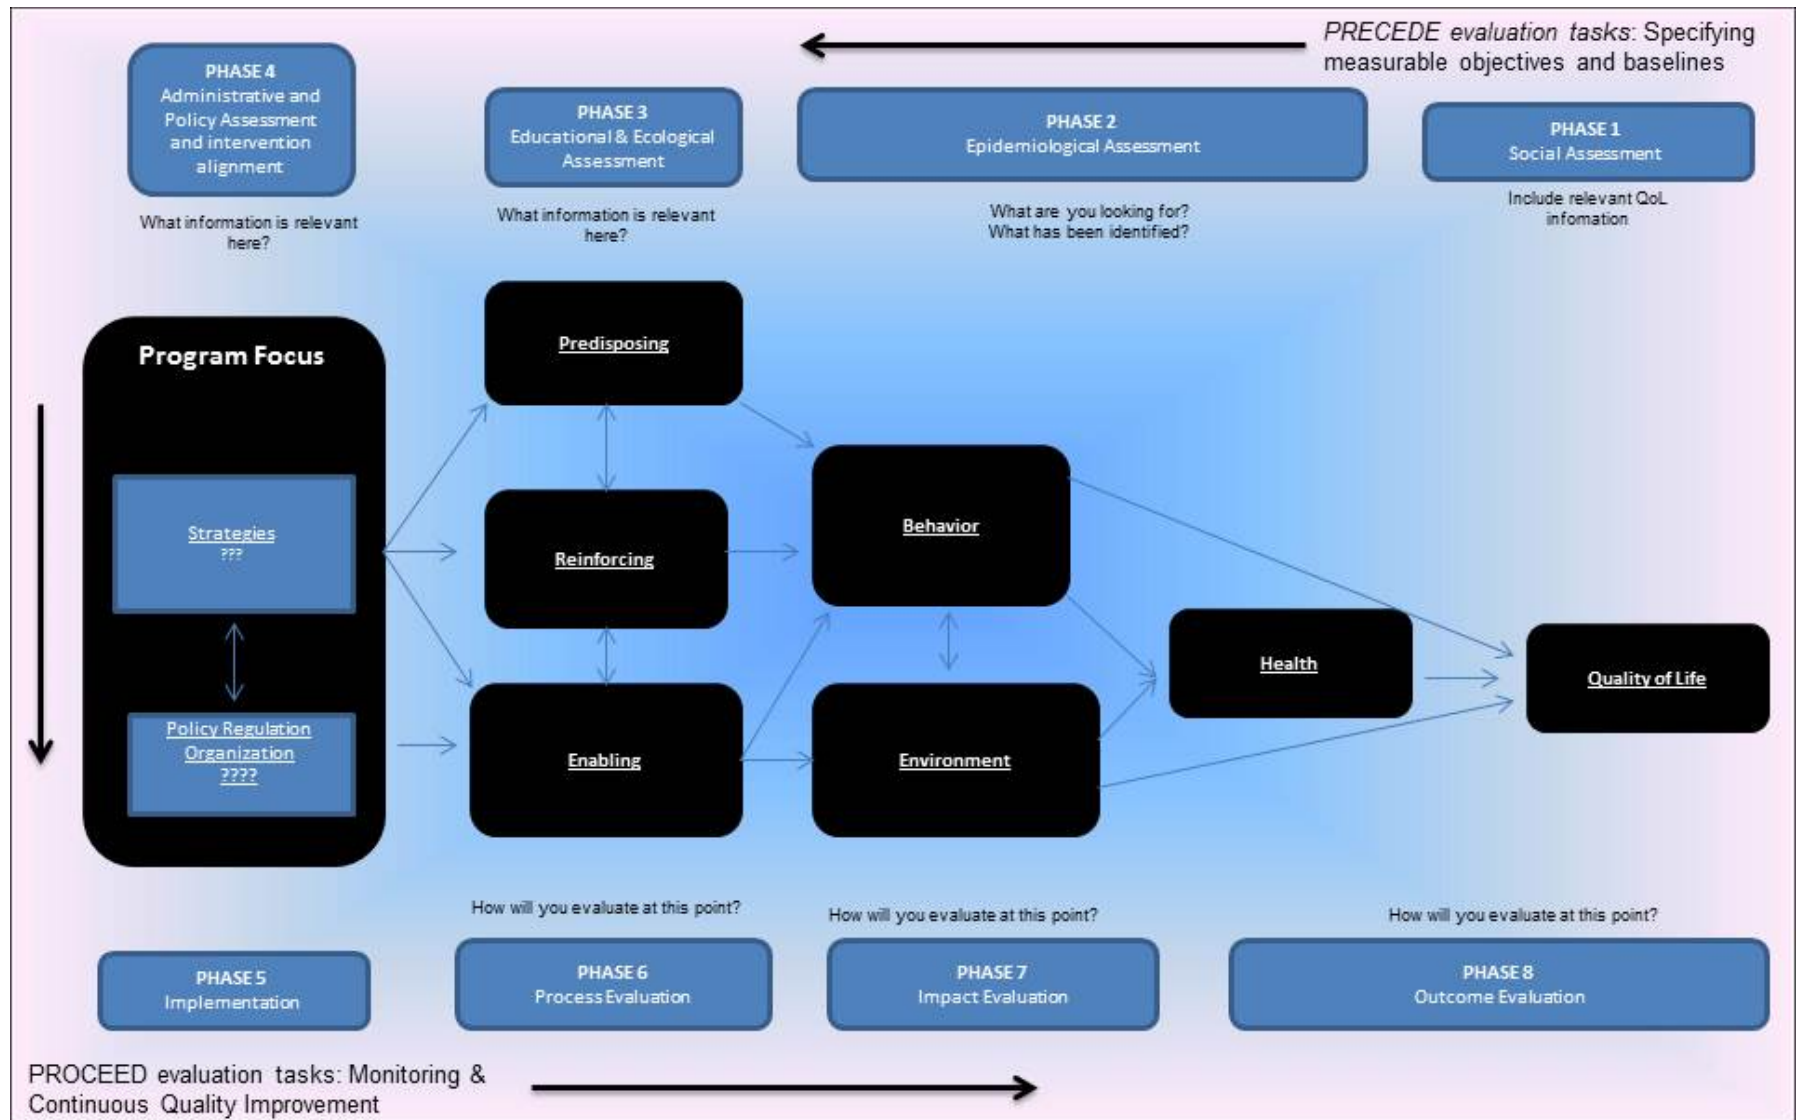 PRECEDE evaluation tasks: Specifying
measurable objectives and baselines
PHASE 4
Administrative and
Policy Assessment
and intervention
alignment
PHASE 3
Educational & Ecological
Assessment
PHASE 2
Epidemiological Assessment
PHASE 1
Social Assessment
What information is relevant
here?
What information is relevant
here?
What are you looking for?
What has been identified?
Include relevant QoL
infomation
Program Focus
Strategies
???
Policy Regulation
Organization
????
Predisposing
Reinforcing
Enabling
Behavior
Environment
Health
Quality of Life
How will you evaluate at this point?
How will you evaluate at this point?
How will you evaluate at this point?
PHASE 5
Implementation
PHASE 6
Process Evaluation
PHASE 7
Impact Evaluation
PHASE 8
Outcome Evaluation
PROCEED evaluation tasks: Monitoring &
Continuous Quality Improvement